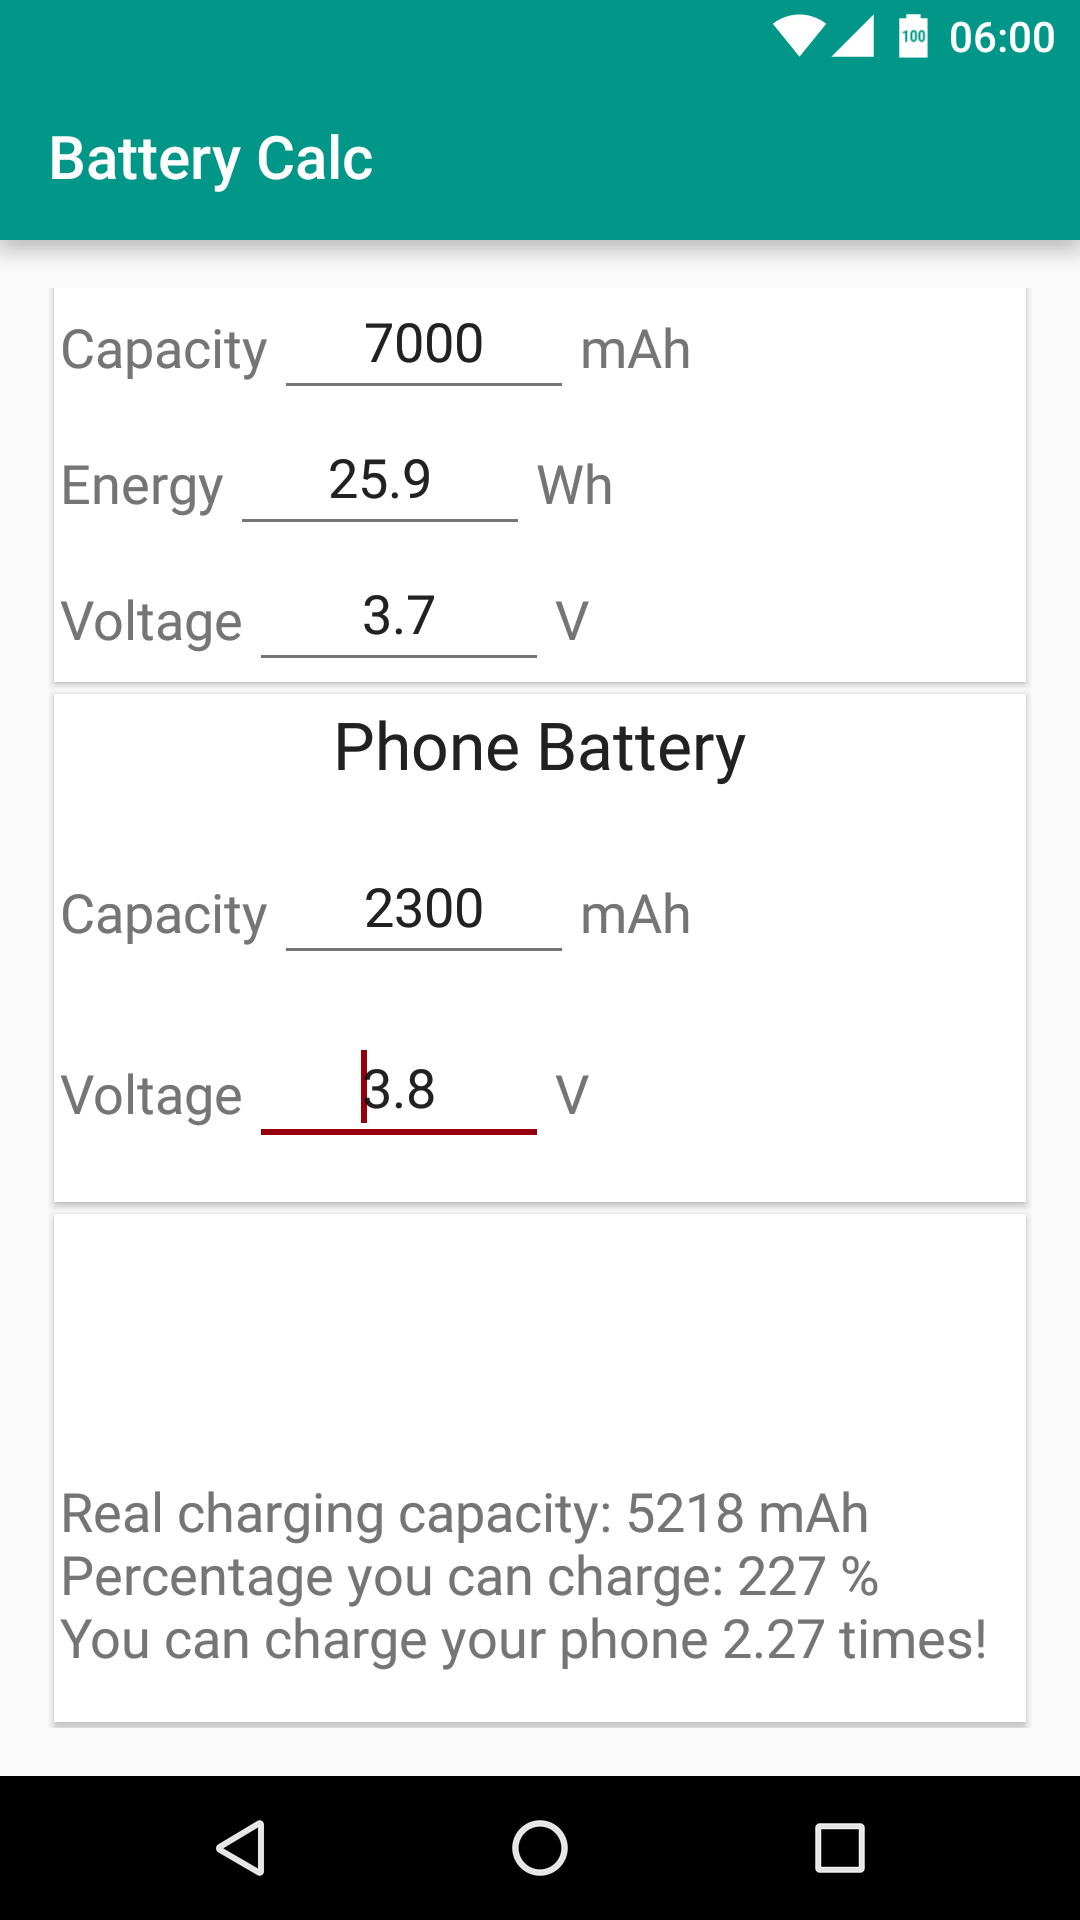 100 06:00
Battery Calc
Capacity 7000 mAh
Energy 25.9 Wh
Voltage 3.7 V
Phone Battery
Capacity 2300 mAh
Voltage 3.8 V
Real charging capacity: 5218 mAh
Percentage you can charge: 227 %
You can charge your phone 2.27 times!